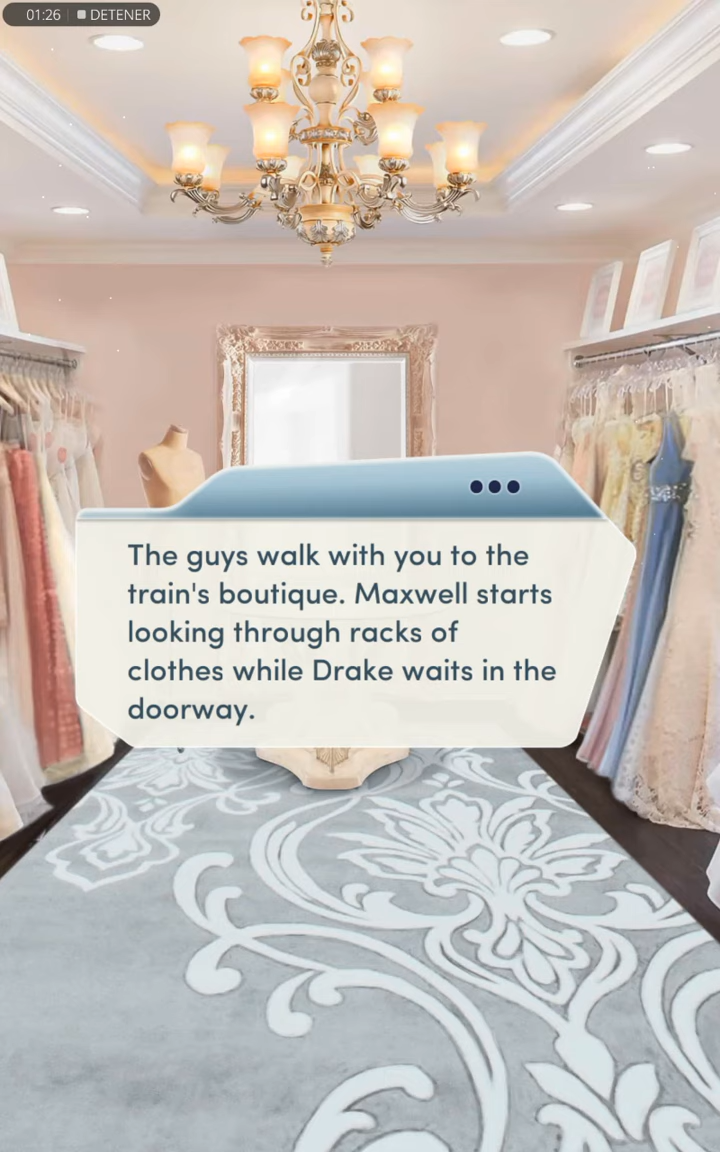 01:26 DETENER
The guys walk with you to the
train's boutique. Maxwell starts
looking through racks of
clothes while Drake waits in the
doorway.